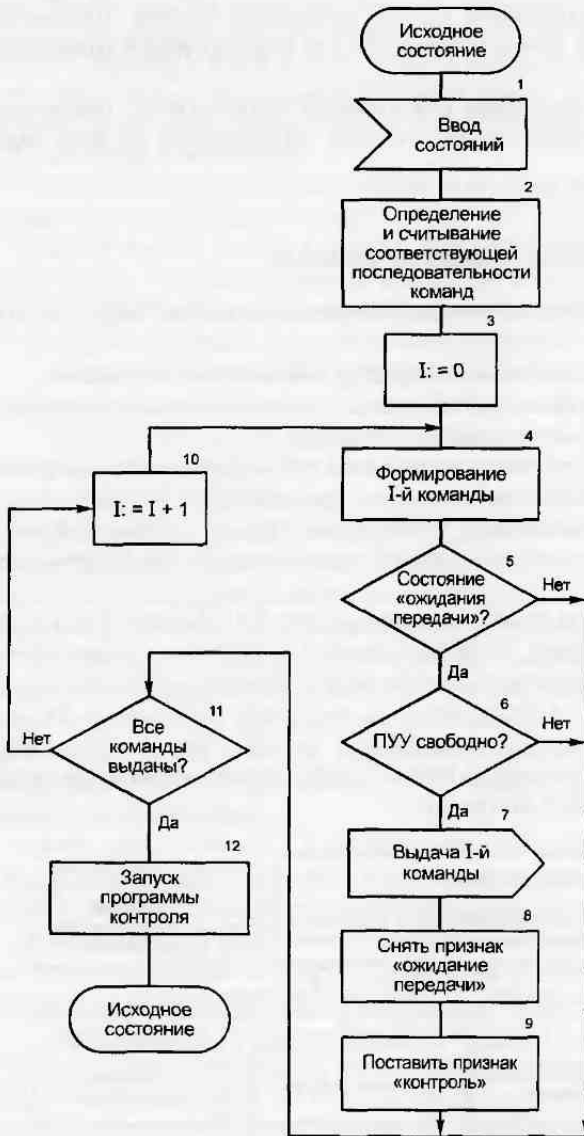 Исходное
состояние
1
Ввод
состояний
2
Определение
и считывание
соответствующей
последовательности
команд
3
I: = 0
4
Формирование
I-й команды
10
I: = I + 1
5
Состояние
«ожидания
передачи»?
Нет
Да
6
ПУУ свободно?
Нет
Да
7
Выдача I-й
команды
8
Снять признак
«ожидание
передачи»
9
Поставить признак
«контроль»
11
Все
команды
выданы?
Нет
Да
12
Запуск
программы
контроля
Исходное
состояние